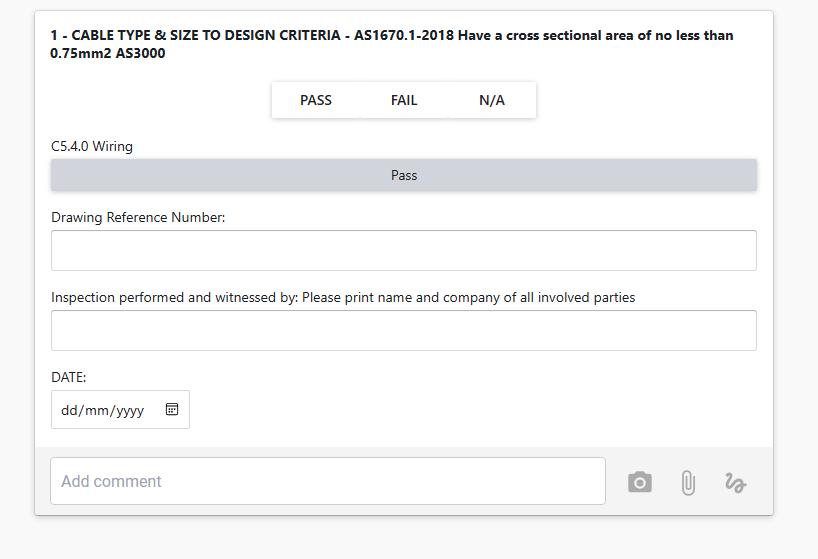 1 - CABLE TYPE & SIZE TO DESIGN CRITERIA - AS1670.1-2018 Have a cross sectional area of no less than
0.75mm2 AS3000
PASS FAIL N/A
C5.4.0 Wiring
Pass
Drawing Reference Number:
Inspection performed and witnessed by: Please print name and company of all involved parties
DATE:
dd/mm/yyyy
Add comment